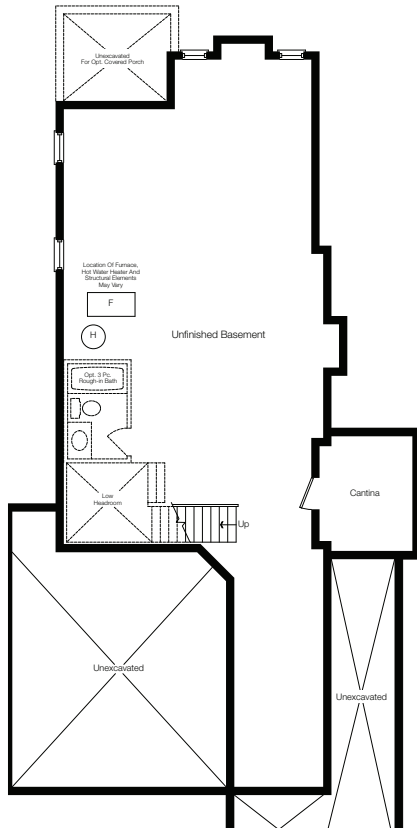 Unexcavated
For Opt. Covered Porch
Location Of Furnace,
Hot Water Heater And
Structural Elements
May Vary
F
H
Unfinished Basement
Opt. 3 Pc.
Rough-in Bath
Low
Headroom
Cantina
Up
Unexcavated
Unexcavated